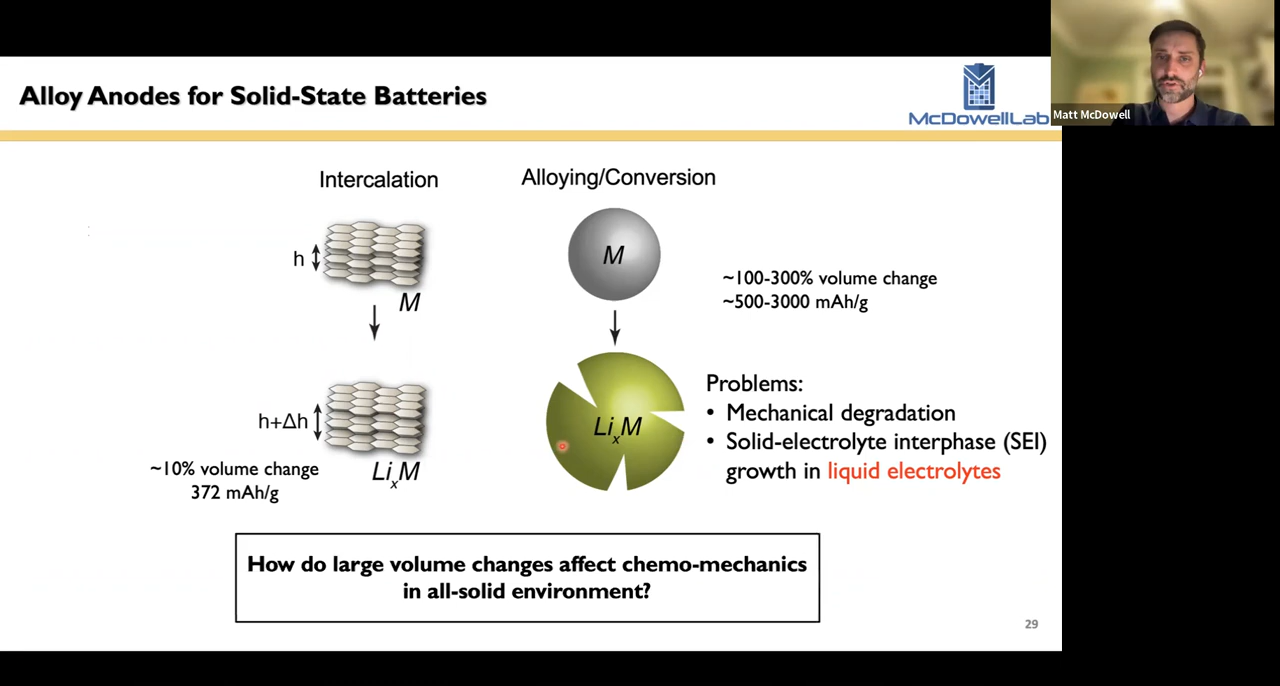 Alloy Anodes for Solid-State Batteries
McDowellLab
Matt McDowell
Intercalation
h
M
h+Δh
LiₓM
~10% volume change
372 mAh/g
Alloying/Conversion
M
LiₓM
~100-300% volume change
~500-3000 mAh/g
Problems:
• Mechanical degradation
• Solid-electrolyte interphase (SEI)
growth in liquid electrolytes
How do large volume changes affect chemo-mechanics
in all-solid environment?
29